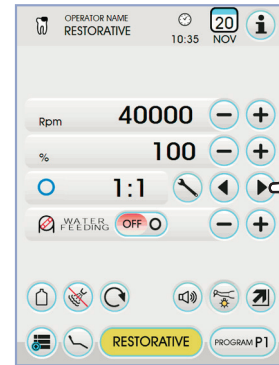 OPERATOR NAME
RESTORATIVE
10:35
20
NOV
i
Rpm 40000 − +
% 100 − +
1:1
WATER FEEDING OFF − +
RESTORATIVE
PROGRAM P1